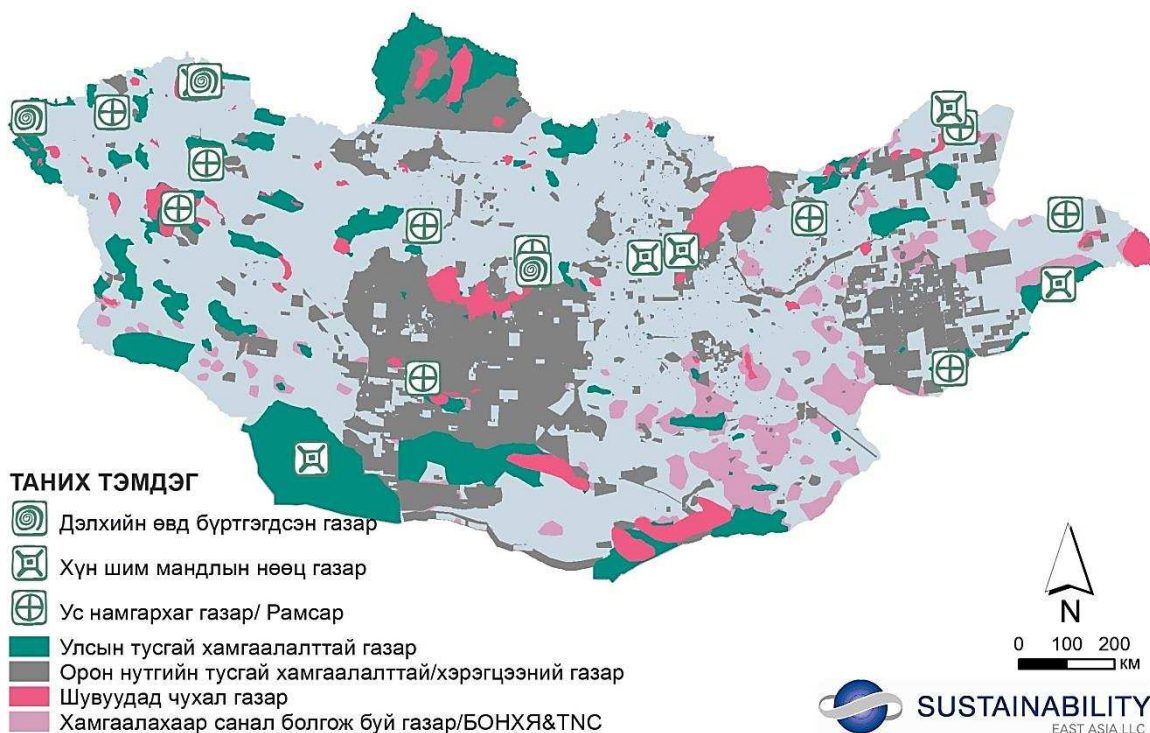 ТАНИХ ТЭМДЭГ
Дэлхийн өвд бүртгэгдсэн газар
Хүн шим мандлын нөөц газар
Ус намгархаг газар/ Рамсар
Улсын тусгай хамгаалалттай газар
Орон нутгийн тусгай хамгаалалттай/хэрэгцээний газар
Шувуудад чухал газар
Хамгаалахаар санал болгож буй газар/БОНХЯ&TNC
N
0 100 200
км
SUSTAINABILITY
EAST ASIA LLC